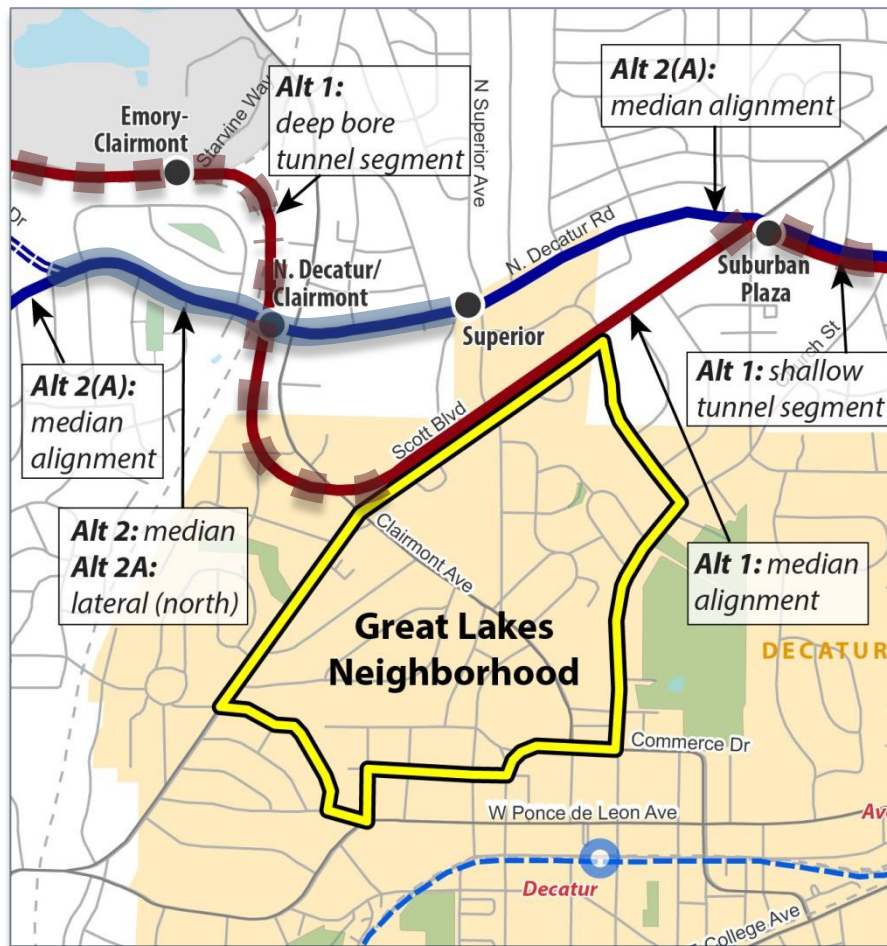 Alt 1:
deep bore
tunnel segment
Alt 2(A):
median alignment
Emory-
Clairmont
Starvine Way
N Superior Ave
Dr
N. Decatur/
Clairmont
N. Decatur Rd
Suburban
Plaza
Superior
Church St
Alt 2(A):
median
alignment
Alt 1: shallow
tunnel segment
Scott Blvd
Alt 2: median
Alt 2A:
lateral (north)
Clairmont Ave
Alt 1: median
alignment
Great Lakes
Neighborhood
DECATUR
Commerce Dr
W Ponce de Leon Ave
Av
Decatur
College Ave